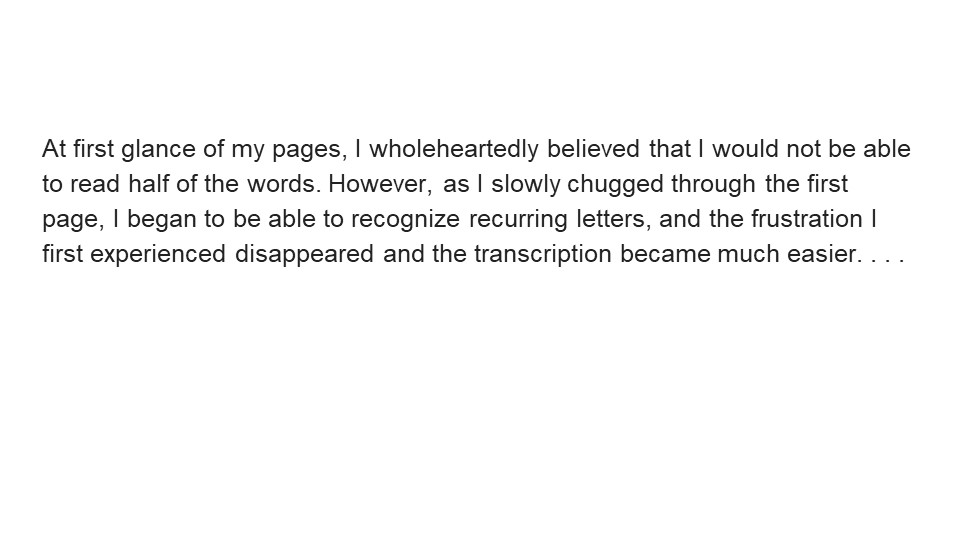 At first glance of my pages, I wholeheartedly believed that I would not be able
to read half of the words. However, as I slowly chugged through the first
page, I began to be able to recognize recurring letters, and the frustration I
first experienced disappeared and the transcription became much easier. . . .